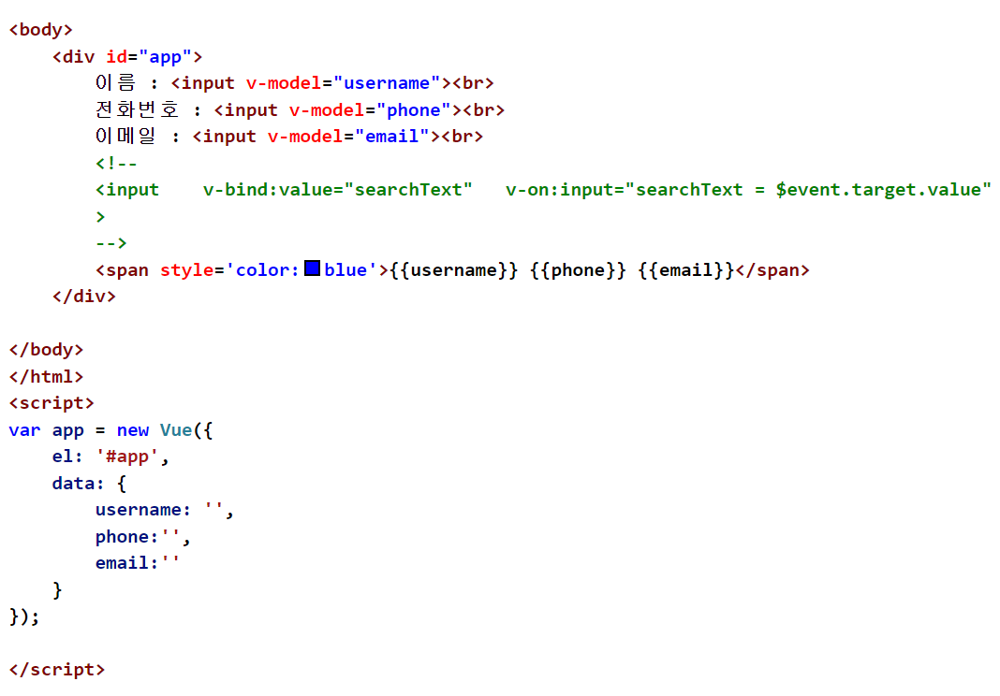 <body>
    <div id="app">
        이름 : <input v-model="username"><br>
        전화번호 : <input v-model="phone"><br>
        이메일 : <input v-model="email"><br>
        <!--
        <input    v-bind:value="searchText"   v-on:input="searchText = $event.target.value"
        >
        -->
        <span style='color:blue'>{{username}} {{phone}} {{email}}</span>
    </div>

</body>
</html>
<script>
var app = new Vue({
    el: '#app',
    data: {
        username: '',
        phone:'',
        email:''
    }
});

</script>